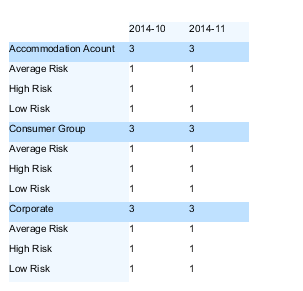 2014-10 2014-11
Accommodation Acount 3 3
Average Risk 1 1
High Risk 1 1
Low Risk 1 1
Consumer Group 3 3
Average Risk 1 1
High Risk 1 1
Low Risk 1 1
Corporate 3 3
Average Risk 1 1
High Risk 1 1
Low Risk 1 1